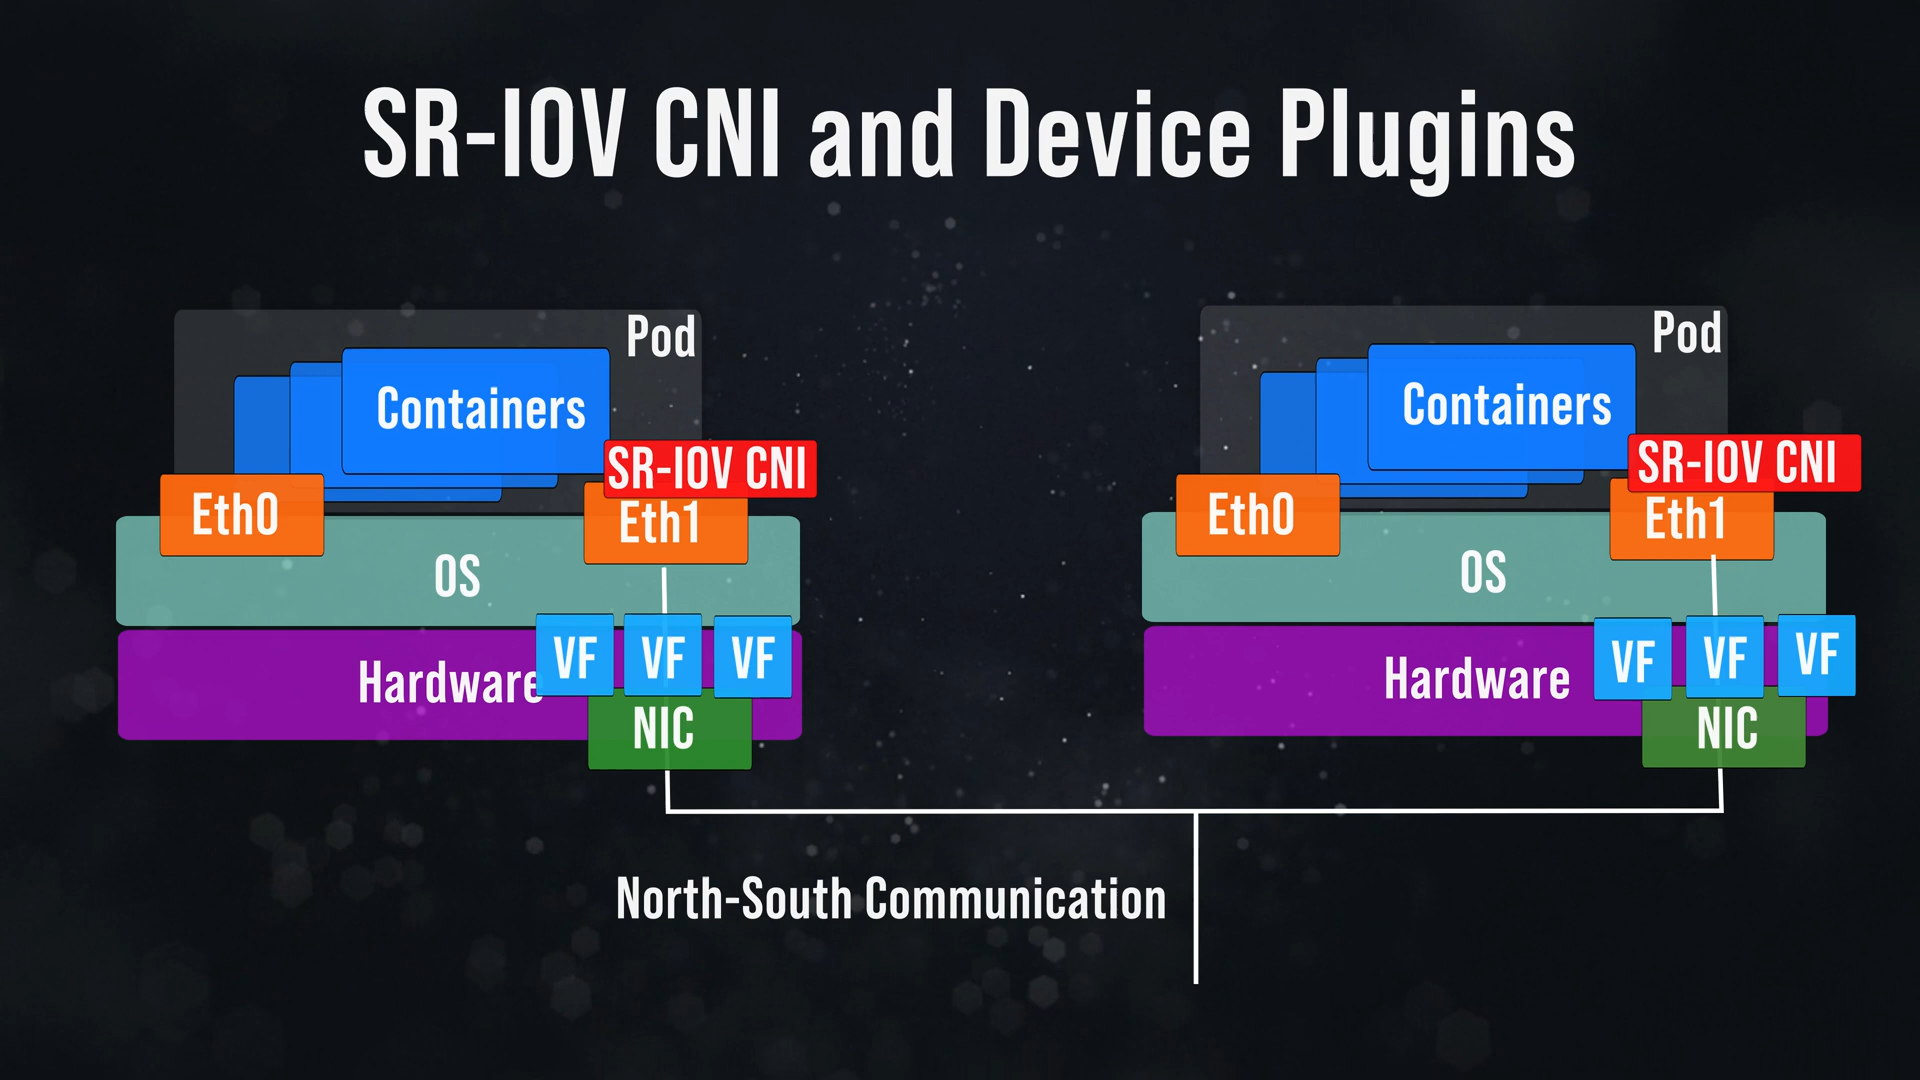 SR-IOV CNI and Device Plugins
Pod
Containers
SR-IOV CNI
Eth0
Eth1
OS
VF
VF
VF
Hardware
NIC
Pod
Containers
SR-IOV CNI
Eth0
Eth1
OS
VF
VF
VF
Hardware
NIC
North-South Communication